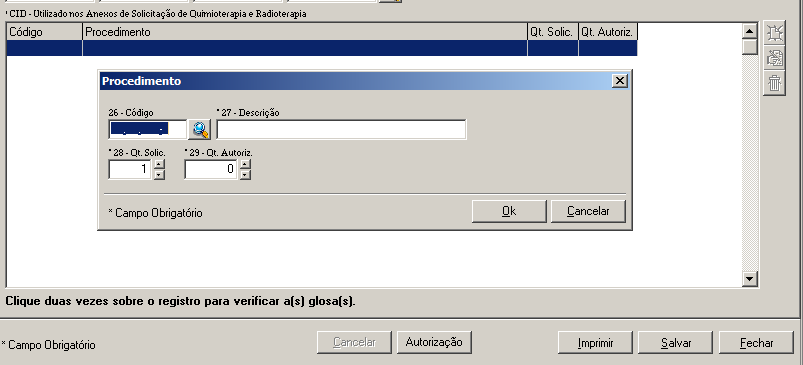 ¹ CID - Utilizado nos Anexos de Solicitação de Quimioterapia e Radioterapia
Código Procedimento Qt. Solic. Qt. Autoriz.
Procedimento
26 - Código * 27 - Descrição
* 28 - Qt. Solic. * 29 - Qt. Autoriz.
1 0
* Campo Obrigatório Ok Cancelar
Clique duas vezes sobre o registro para verificar a(s) glosa(s).
* Campo Obrigatório Cancelar Autorização Imprimir Salvar Fechar